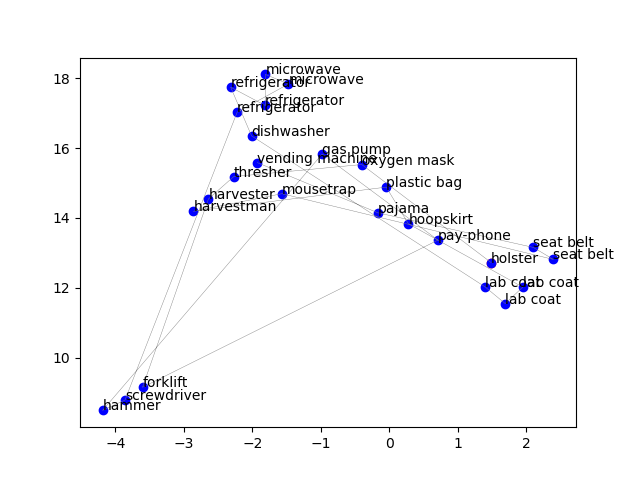 microwave
microwave
refrigerator
refrigerator
refrigerator
dishwasher
gas pump
vending machine
oxygen mask
thresher
plastic bag
mousetrap
harvester
harvestman
pajama
hoopskirt
pay-phone
seat belt
seat belt
holster
lab coat
lab coat
lab coat
forklift
screwdriver
hammer
18
16
14
12
10
−4
−3
−2
−1
0
1
2